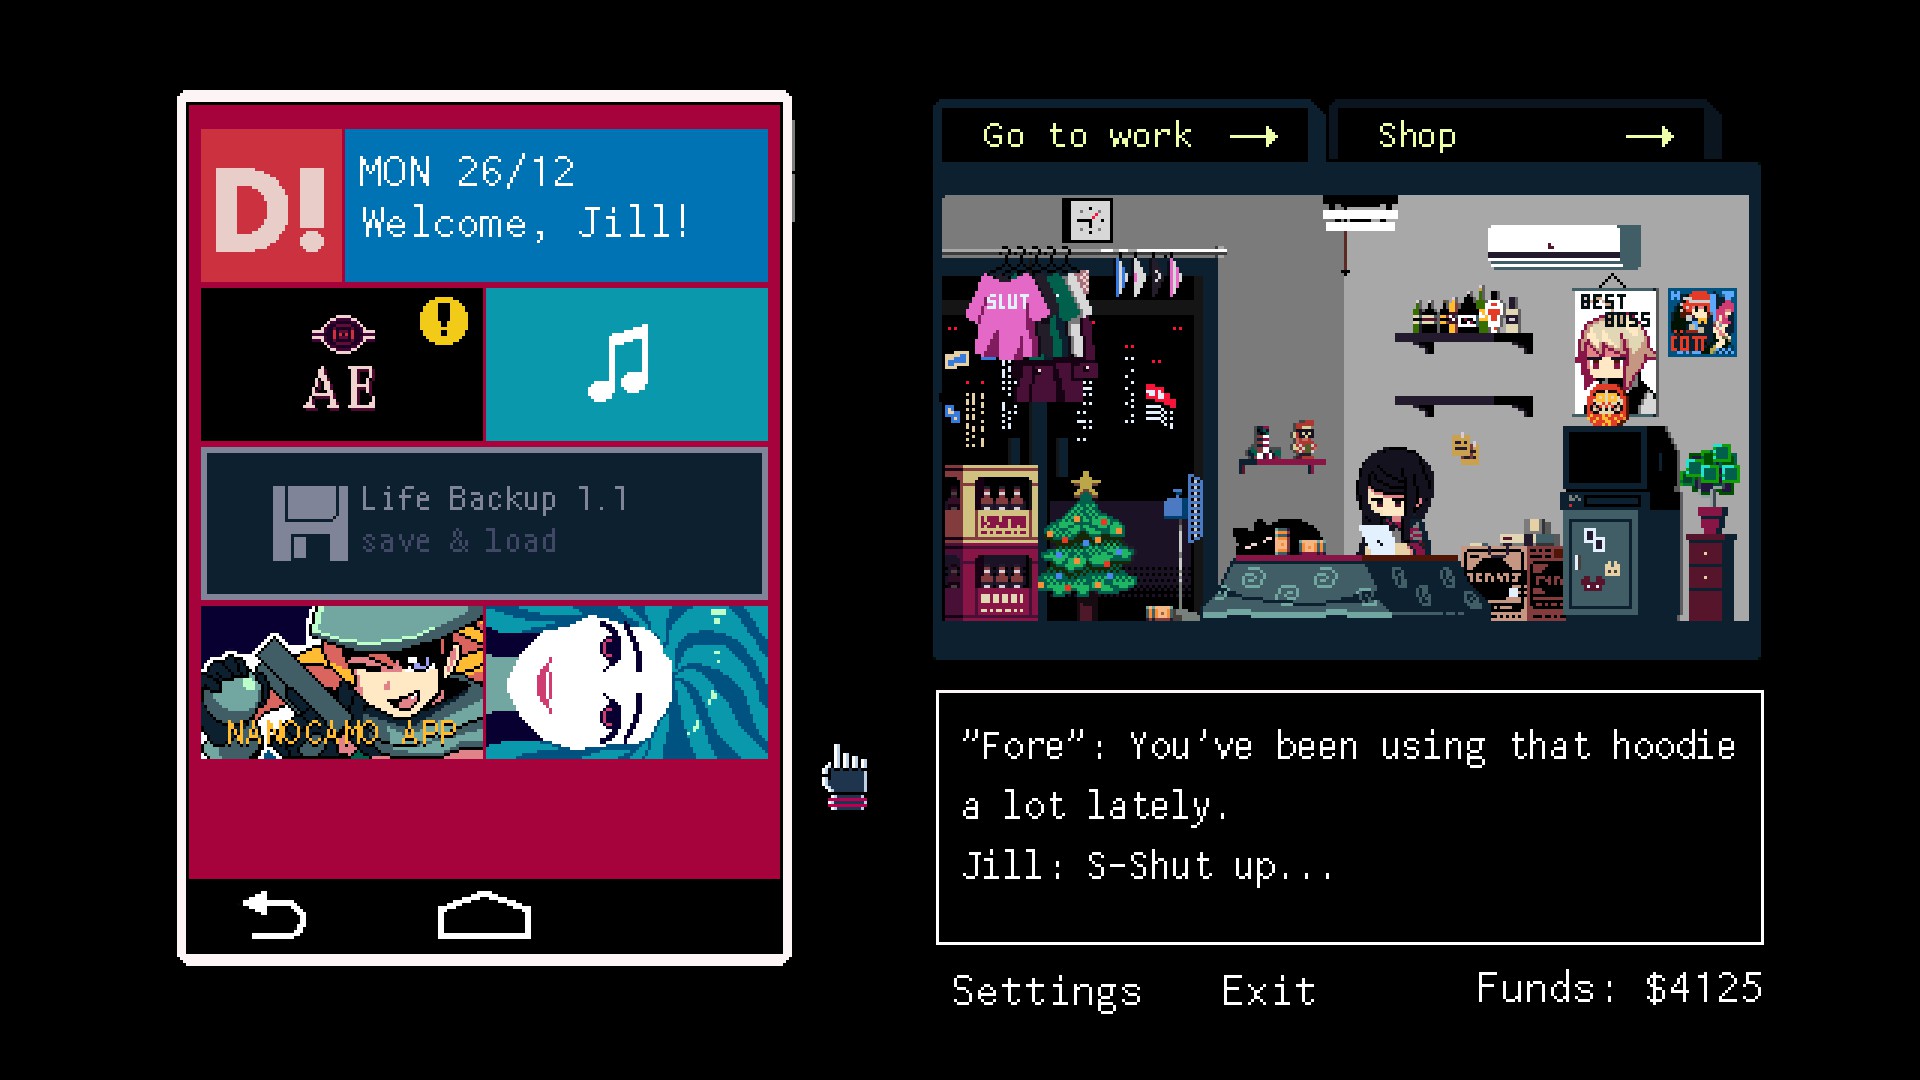 D!
MON 26/12
Welcome, Jill!
AE
Life Backup 1.1
save & load
NANOCAMO APP
Go to work →
Shop →
SLUT
BEST
BOSS
"Fore": You've been using that hoodie
a lot lately.
Jill: S-Shut up...
Settings
Exit
Funds: $4125